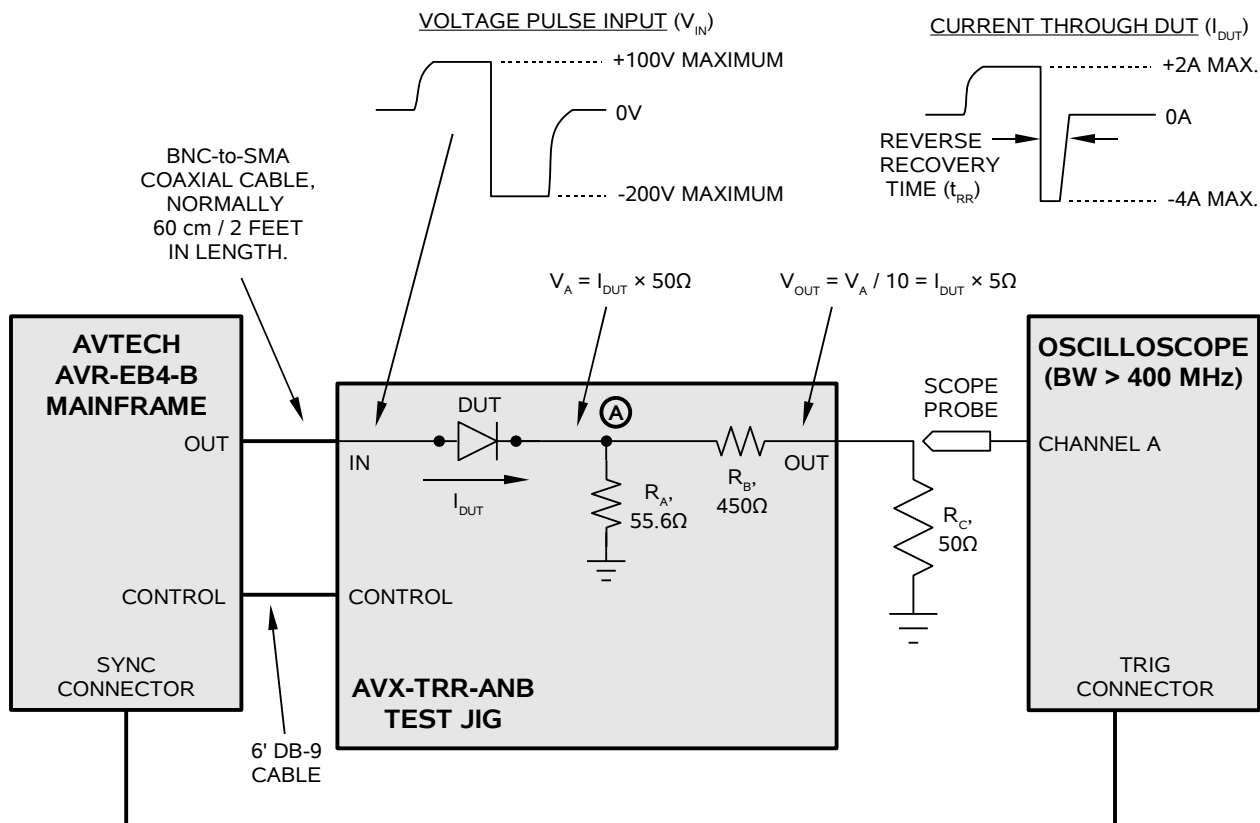 VOLTAGE PULSE INPUT (V_IN)
+100V MAXIMUM
0V
-200V MAXIMUM
CURRENT THROUGH DUT (I_DUT)
+2A MAX.
0A
REVERSE
RECOVERY
TIME (t_RR)
-4A MAX.
BNC-to-SMA
COAXIAL CABLE,
NORMALLY
60 cm / 2 FEET
IN LENGTH.
V_A = I_DUT × 50Ω
V_OUT = V_A / 10 = I_DUT × 5Ω
AVTECH
AVR-EB4-B
MAINFRAME
OUT
CONTROL
SYNC
CONNECTOR
6' DB-9
CABLE
IN
DUT
I_DUT
A
R_A,
55.6Ω
R_B,
450Ω
OUT
CONTROL
AVX-TRR-ANB
TEST JIG
SCOPE
PROBE
R_C,
50Ω
OSCILLOSCOPE
(BW > 400 MHz)
CHANNEL A
TRIG
CONNECTOR